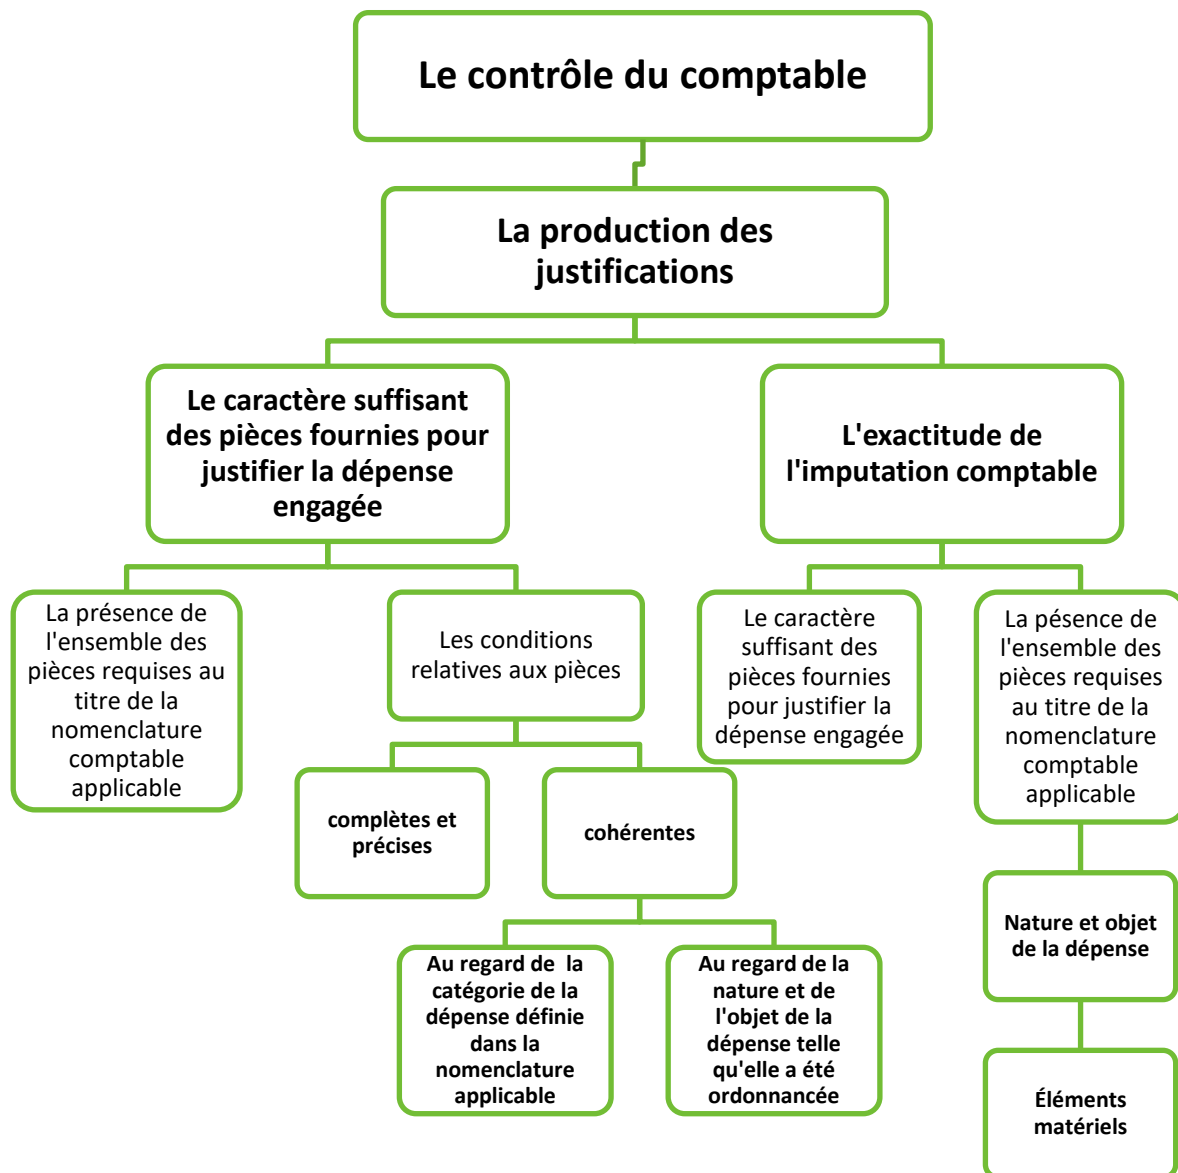 Le contrôle du comptable
La production des
justifications
Le caractère suffisant
des pièces fournies pour
justifier la dépense
engagée
L'exactitude de
l'imputation comptable
La présence de
l'ensemble des
pièces requises au
titre de la
nomenclature
comptable
applicable
Les conditions
relatives aux pièces
Le caractère
suffisant des
pièces fournies
pour justifier la
dépense engagée
La pésence de
l'ensemble des
pièces requises
au titre de la
nomenclature
comptable
applicable
complètes et
précises
cohérentes
Nature et objet
de la dépense
Au regard de  la
catégorie de la
dépense définie
dans la
nomenclature
applicable
Au regard de la
nature et de
l'objet de la
dépense telle
qu'elle a été
ordonnancée
Éléments
matériels